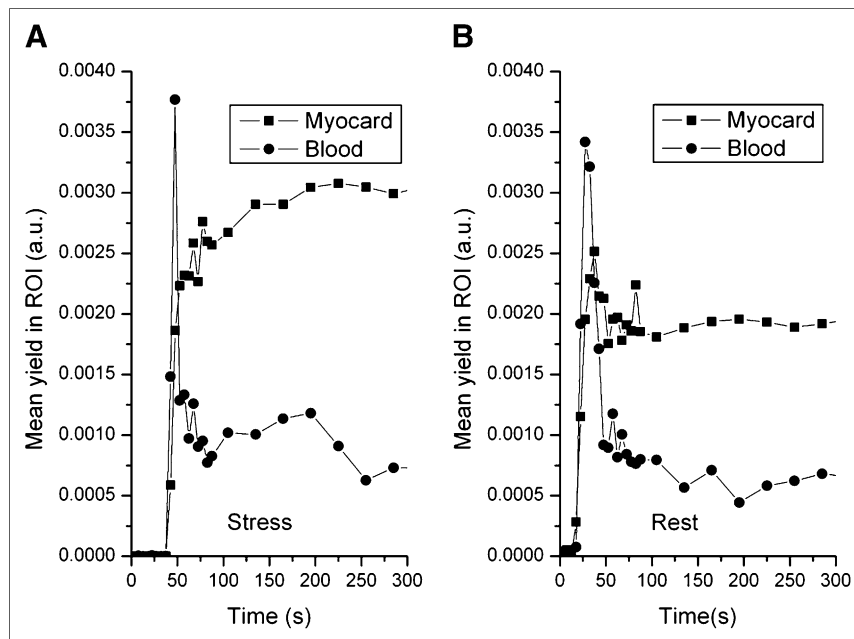 A
Mean yield in ROI (a.u.)
0.0040
0.0035
0.0030
0.0025
0.0020
0.0015
0.0010
0.0005
0.0000
Myocard
Blood
Stress
0 50 100 150 200 250 300
Time (s)
B
Mean yield in ROI (a.u.)
0.0040
0.0035
0.0030
0.0025
0.0020
0.0015
0.0010
0.0005
0.0000
Myocard
Blood
Rest
0 50 100 150 200 250 300
Time(s)